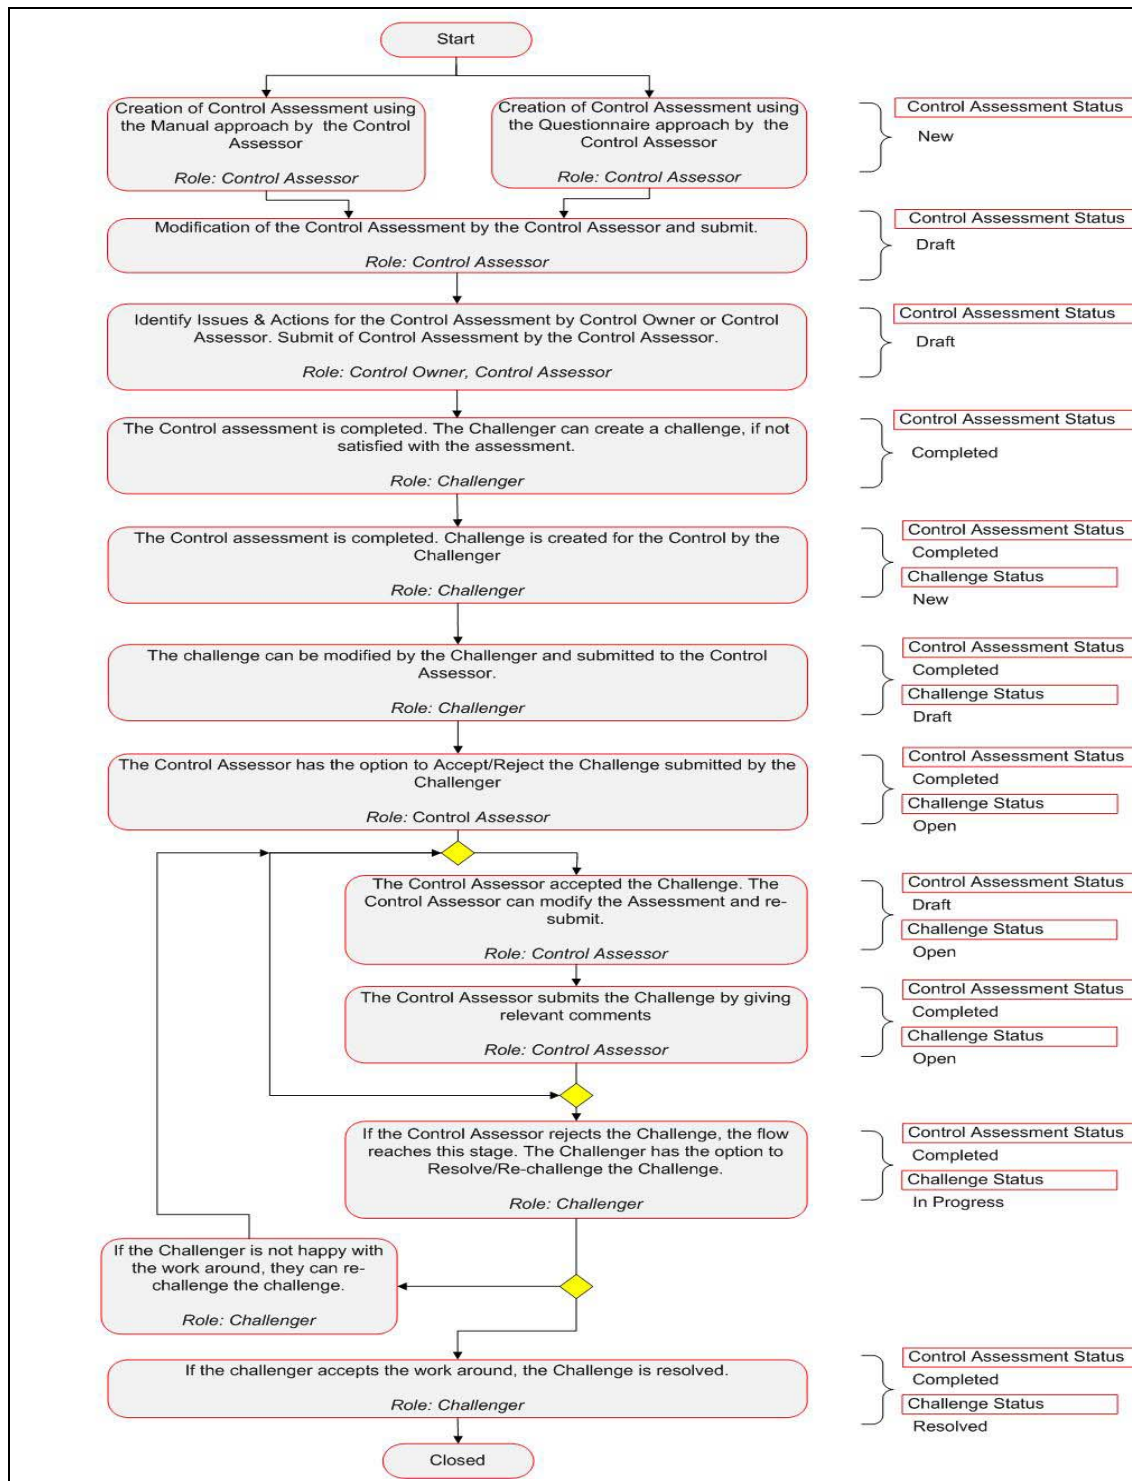 Start
Creation of Control Assessment using
the Manual approach by the Control
Assessor
Role: Control Assessor
Creation of Control Assessment using
the Questionnaire approach by the
Control Assessor
Role: Control Assessor
Control Assessment Status
New
Modification of the Control Assessment by the Control Assessor and submit.
Role: Control Assessor
Control Assessment Status
Draft
Identify Issues & Actions for the Control Assessment by Control Owner or Control
Assessor. Submit of Control Assessment by the Control Assessor.
Role: Control Owner, Control Assessor
Control Assessment Status
Draft
The Control assessment is completed. The Challenger can create a challenge, if not
satisfied with the assessment.
Role: Challenger
Control Assessment Status
Completed
The Control assessment is completed. Challenge is created for the Control by the
Challenger
Role: Challenger
Control Assessment Status
Completed
Challenge Status
New
The challenge can be modified by the Challenger and submitted to the Control
Assessor.
Role: Challenger
Control Assessment Status
Completed
Challenge Status
Draft
The Control Assessor has the option to Accept/Reject the Challenge submitted by the
Challenger
Role: Control Assessor
Control Assessment Status
Completed
Challenge Status
Open
The Control Assessor accepted the Challenge. The
Control Assessor can modify the Assessment and re-
submit.
Role: Control Assessor
Control Assessment Status
Draft
Challenge Status
Open
The Control Assessor submits the Challenge by giving
relevant comments
Role: Control Assessor
Control Assessment Status
Completed
Challenge Status
Open
If the Control Assessor rejects the Challenge, the flow
reaches this stage. The Challenger has the option to
Resolve/Re-challenge the Challenge.
Role: Challenger
Control Assessment Status
Completed
Challenge Status
In Progress
If the Challenger is not happy with
the work around, they can re-
challenge the challenge.
Role: Challenger
If the challenger accepts the work around, the Challenge is resolved.
Role: Challenger
Control Assessment Status
Completed
Challenge Status
Resolved
Closed